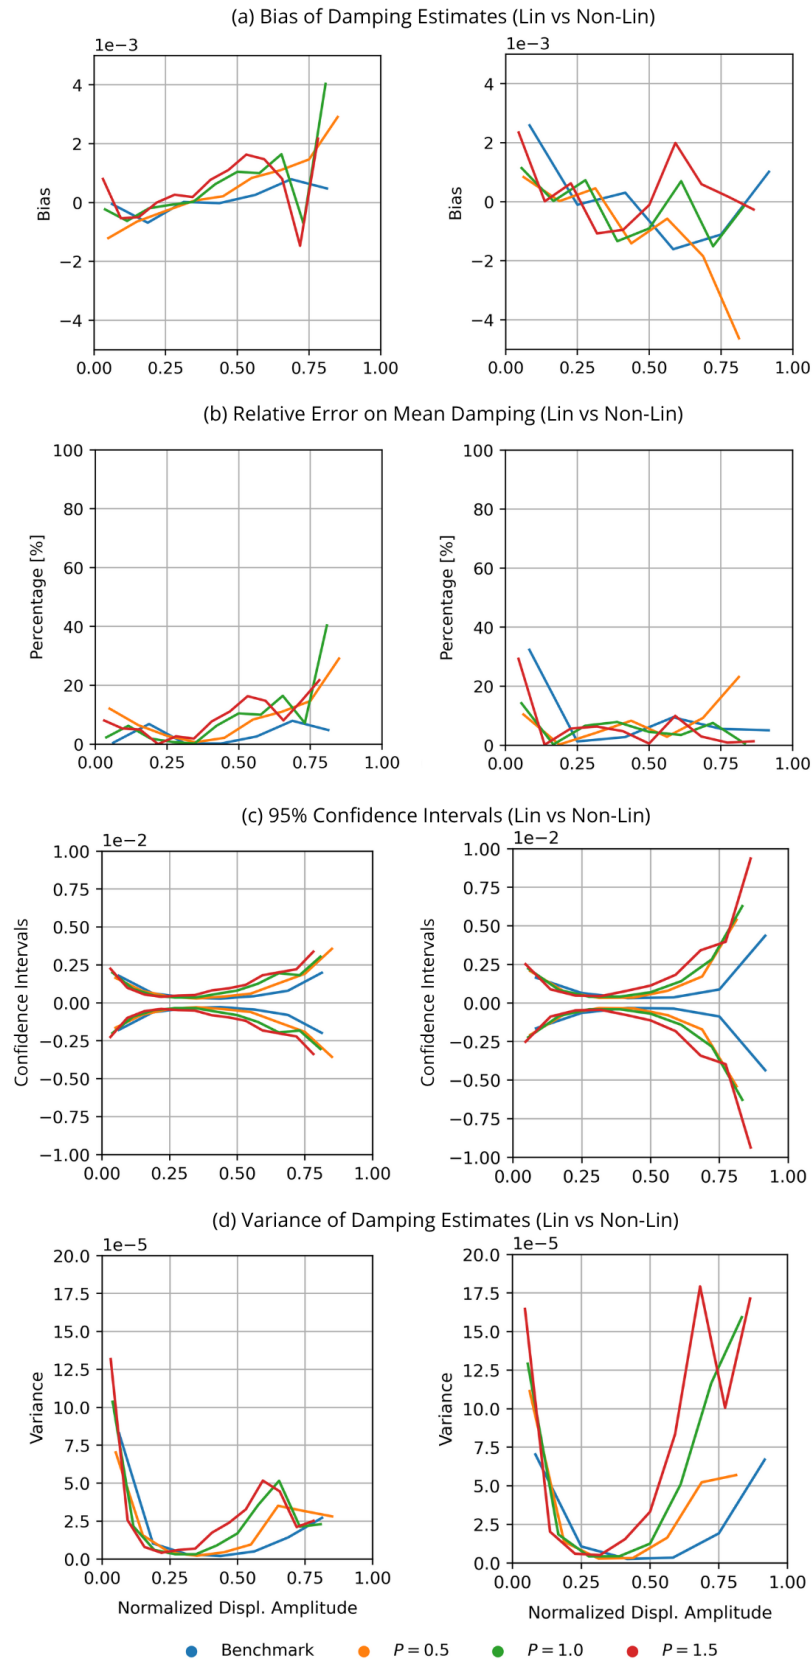 (a) Bias of Damping Estimates (Lin vs Non-Lin)
1e−3 1e−3
4 4
2 2
0 0
−2 −2
−4 −4
Bias Bias
0.00 0.25 0.50 0.75 1.00 0.00 0.25 0.50 0.75 1.00
(b) Relative Error on Mean Damping (Lin vs Non-Lin)
100 100
80 80
60 60
40 40
20 20
0 0
Percentage [%] Percentage [%]
0.00 0.25 0.50 0.75 1.00 0.00 0.25 0.50 0.75 1.00
(c) 95% Confidence Intervals (Lin vs Non-Lin)
1e−2 1e−2
1.00 1.00
0.75 0.75
0.50 0.50
0.25 0.25
0.00 0.00
−0.25 −0.25
−0.50 −0.50
−0.75 −0.75
−1.00 −1.00
Confidence Intervals Confidence Intervals
0.00 0.25 0.50 0.75 1.00 0.00 0.25 0.50 0.75 1.00
(d) Variance of Damping Estimates (Lin vs Non-Lin)
1e−5 1e−5
20.0 20.0
17.5 17.5
15.0 15.0
12.5 12.5
10.0 10.0
7.5 7.5
5.0 5.0
2.5 2.5
0.0 0.0
Variance Variance
0.00 0.25 0.50 0.75 1.00 0.00 0.25 0.50 0.75 1.00
Normalized Displ. Amplitude Normalized Displ. Amplitude
Benchmark P = 0.5 P = 1.0 P = 1.5